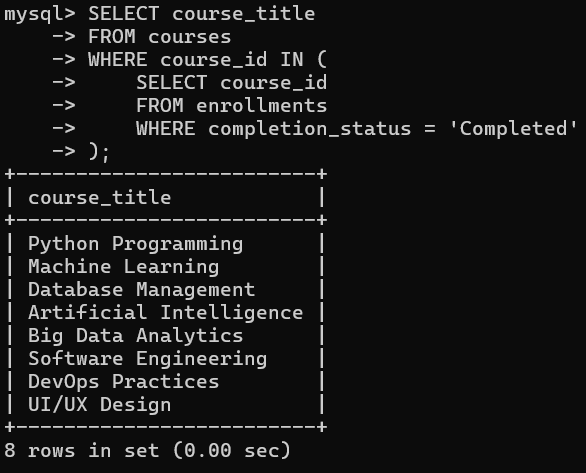 mysql> SELECT course_title
    -> FROM courses
    -> WHERE course_id IN (
    ->     SELECT course_id
    ->     FROM enrollments
    ->     WHERE completion_status = 'Completed'
    -> );
+-------------------------+
| course_title            |
+-------------------------+
| Python Programming      |
| Machine Learning        |
| Database Management     |
| Artificial Intelligence |
| Big Data Analytics      |
| Software Engineering    |
| DevOps Practices        |
| UI/UX Design            |
+-------------------------+
8 rows in set (0.00 sec)